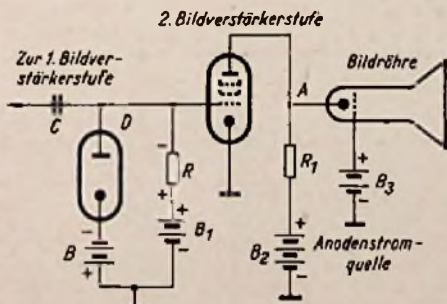 2. Bildverstärkerstufe
Zur 1. Bildver-
stärkerstufe
Bildröhre
A
C
D
R
R1
B3
B
B1
B2
Anodenstrom-
quelle